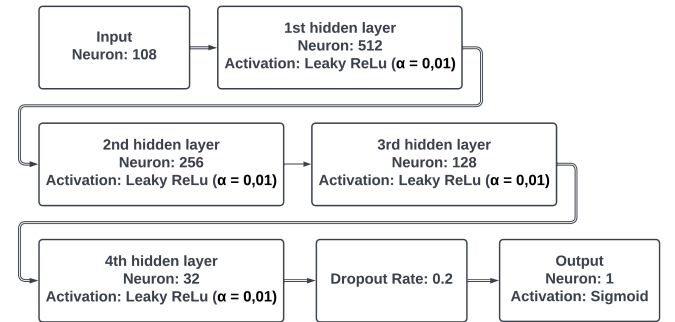 Input
Neuron: 108
1st hidden layer
Neuron: 512
Activation: Leaky ReLu (α = 0,01)
2nd hidden layer
Neuron: 256
Activation: Leaky ReLu (α = 0,01)
3rd hidden layer
Neuron: 128
Activation: Leaky ReLu (α = 0,01)
4th hidden layer
Neuron: 32
Activation: Leaky ReLu (α = 0,01)
Dropout Rate: 0.2
Output
Neuron: 1
Activation: Sigmoid